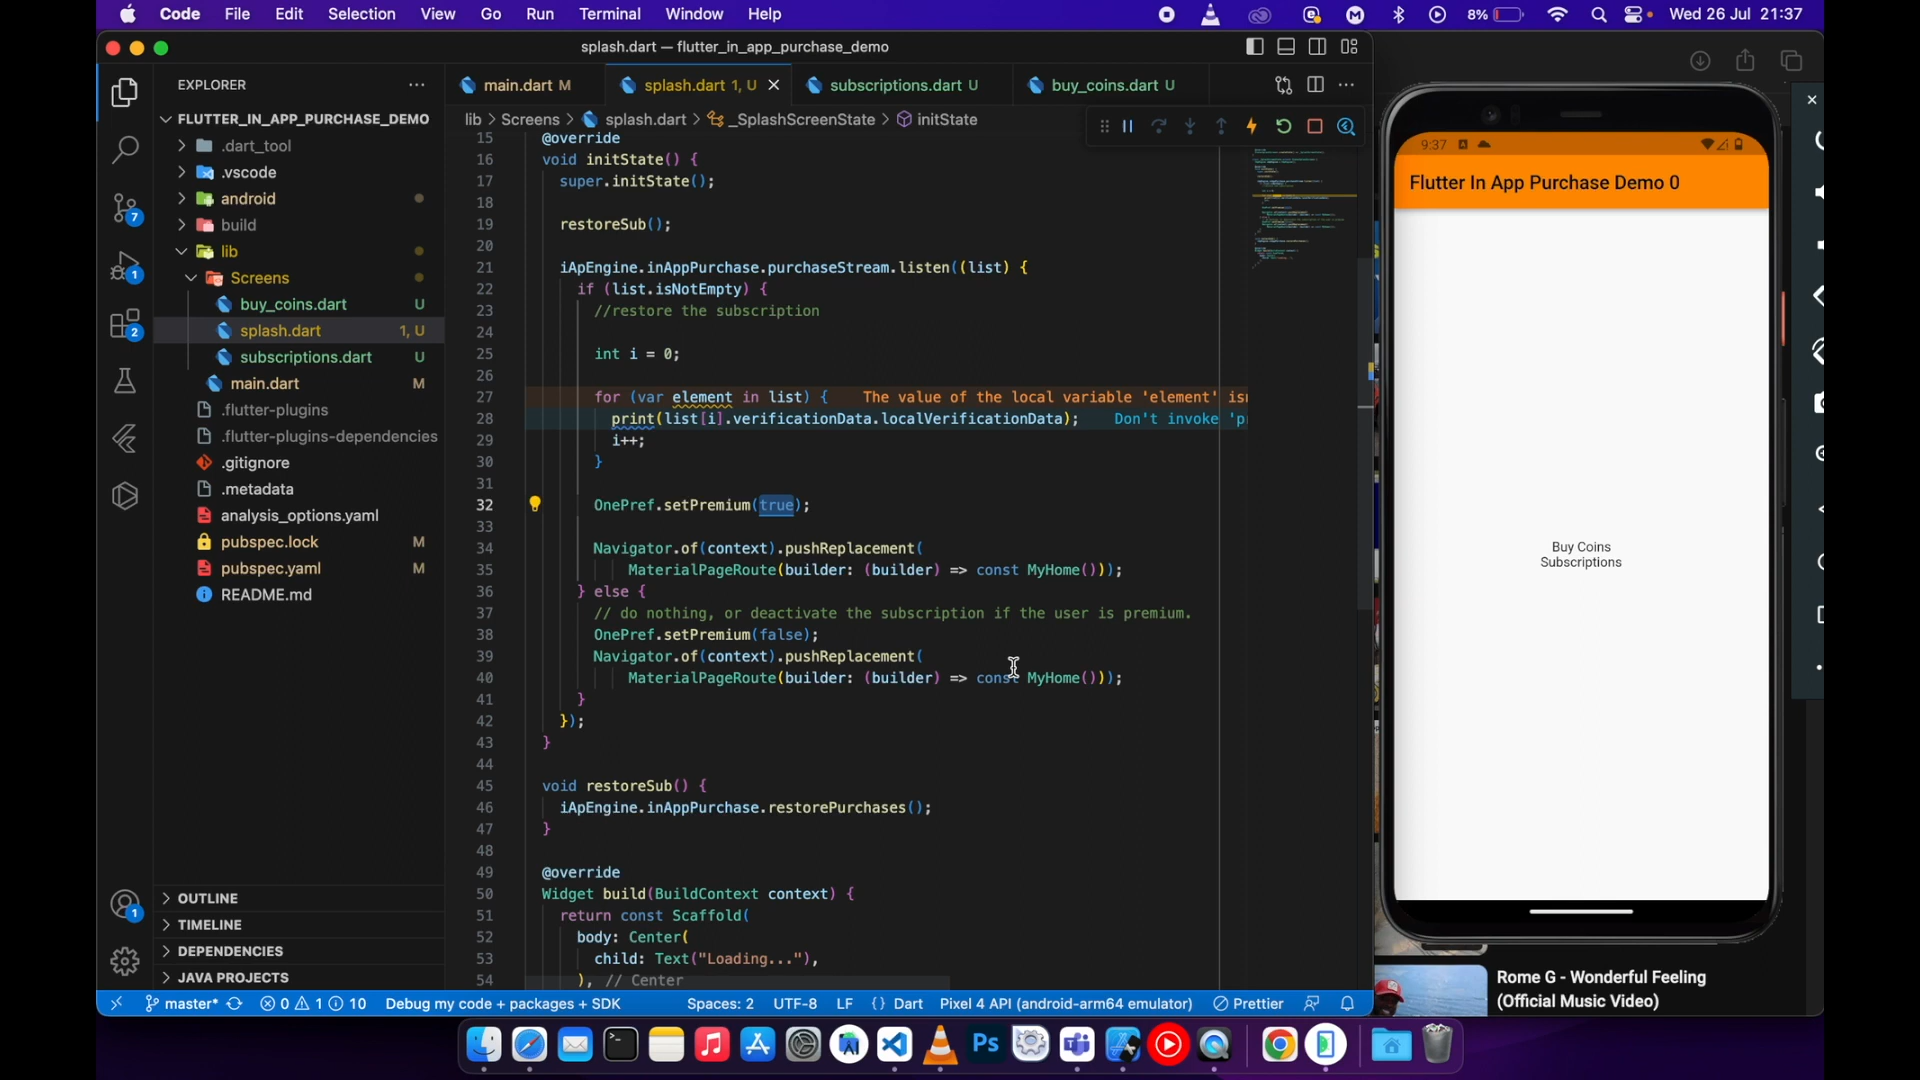 Code File Edit Selection View Go Run Terminal Window Help
8% Wed 26 Jul 21:37
splash.dart — flutter_in_app_purchase_demo
EXPLORER
main.dart M
splash.dart 1, U
subscriptions.dart U
buy_coins.dart U
lib > Screens > splash.dart > _SplashScreenState > initState
FLUTTER_IN_APP_PURCHASE_DEMO
.dart_tool
.vscode
android
build
lib
Screens
buy_coins.dart U
splash.dart 1, U
subscriptions.dart U
main.dart M
.flutter-plugins
.flutter-plugins-dependencies
.gitignore
.metadata
analysis_options.yaml
pubspec.lock M
pubspec.yaml M
README.md
OUTLINE
TIMELINE
DEPENDENCIES
JAVA PROJECTS
7
1
2
1
15 @override
16 void initState() {
17 super.initState();
18
19 restoreSub();
20
21 iApEngine.inAppPurchase.purchaseStream.listen((list) {
22 if (list.isNotEmpty) {
23 //restore the subscription
24
25 int i = 0;
26
27 for (var element in list) { The value of the local variable 'element' is
28 print(list[i].verificationData.localVerificationData); Don't invoke 'p
29 i++;
30 }
31
32 OnePref.setPremium(true);
33
34 Navigator.of(context).pushReplacement(
35 MaterialPageRoute(builder: (builder) => const MyHome()));
36 } else {
37 // do nothing, or deactivate the subscription if the user is premium.
38 OnePref.setPremium(false);
39 Navigator.of(context).pushReplacement(
40 MaterialPageRoute(builder: (builder) => const MyHome()));
41 }
42 });
43 }
44
45 void restoreSub() {
46 iApEngine.inAppPurchase.restorePurchases();
47 }
48
49 @override
50 Widget build(BuildContext context) {
51 return const Scaffold(
52 body: Center(
53 child: Text("Loading..."),
54 ), // Center
master* 0 1 10 Debug my code + packages + SDK Spaces: 2 UTF-8 LF {} Dart Pixel 4 API (android-arm64 emulator) Prettier
9:37
Flutter In App Purchase Demo 0
Buy Coins
Subscriptions
Rome G - Wonderful Feeling
(Official Music Video)
Ps